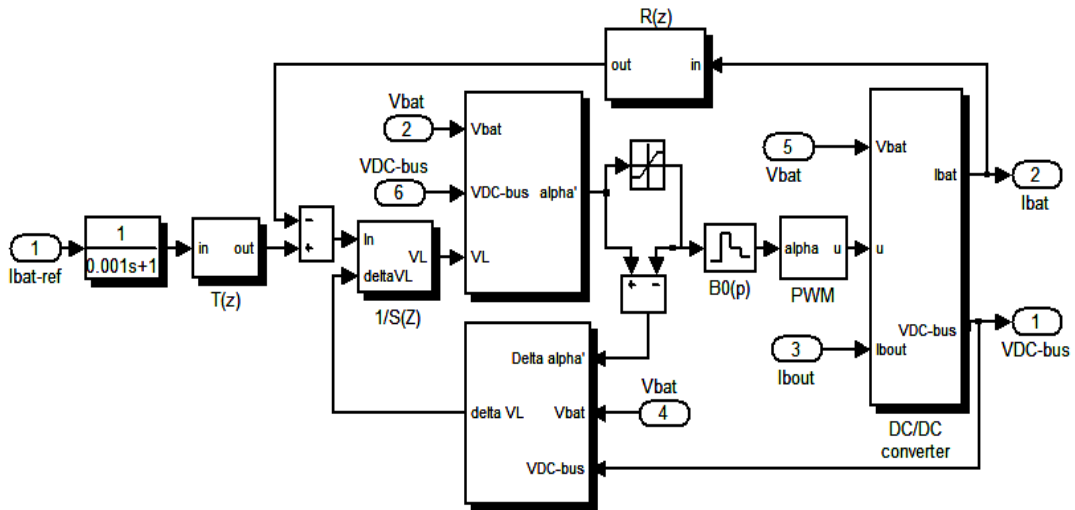 R(z)
out
in
Vbat
2
Vbat
VDC-bus
6
VDC-bus
alpha'
VL
5
Vbat
Vbat
Ibat
2
Ibat
1
Ibat-ref
1
0.001s+1
in
out
T(z)
-
+
In
VL
deltaVL
1/S(Z)
+
-
B0(p)
alpha
u
PWM
u
VDC-bus
1
VDC-bus
3
Ibout
Ibout
DC/DC
converter
Delta alpha'
delta VL
Vbat
Vbat
4
VDC-bus